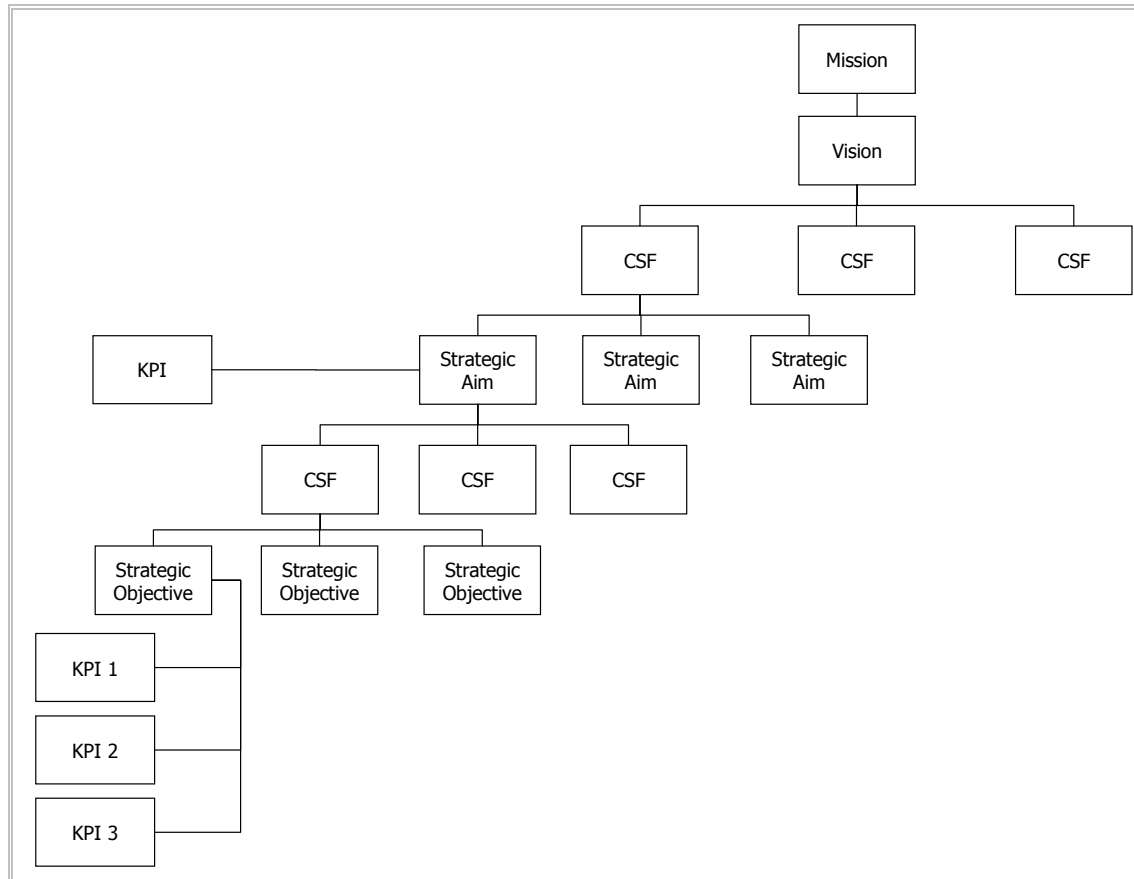 Mission
Vision
CSF
CSF
CSF
KPI
Strategic
Aim
Strategic
Aim
Strategic
Aim
CSF
CSF
CSF
Strategic
Objective
Strategic
Objective
Strategic
Objective
KPI 1
KPI 2
KPI 3